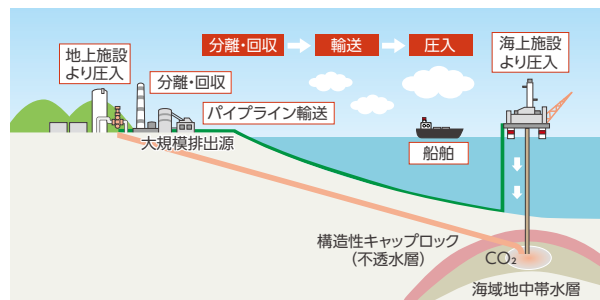 分離・回収
輸送
圧入
地上施設
より圧入
分離・回収
パイプライン輸送
大規模排出源
船舶
海上施設
より圧入
構造性キャップロック
（不透水層）
CO₂
海域地中帯水層